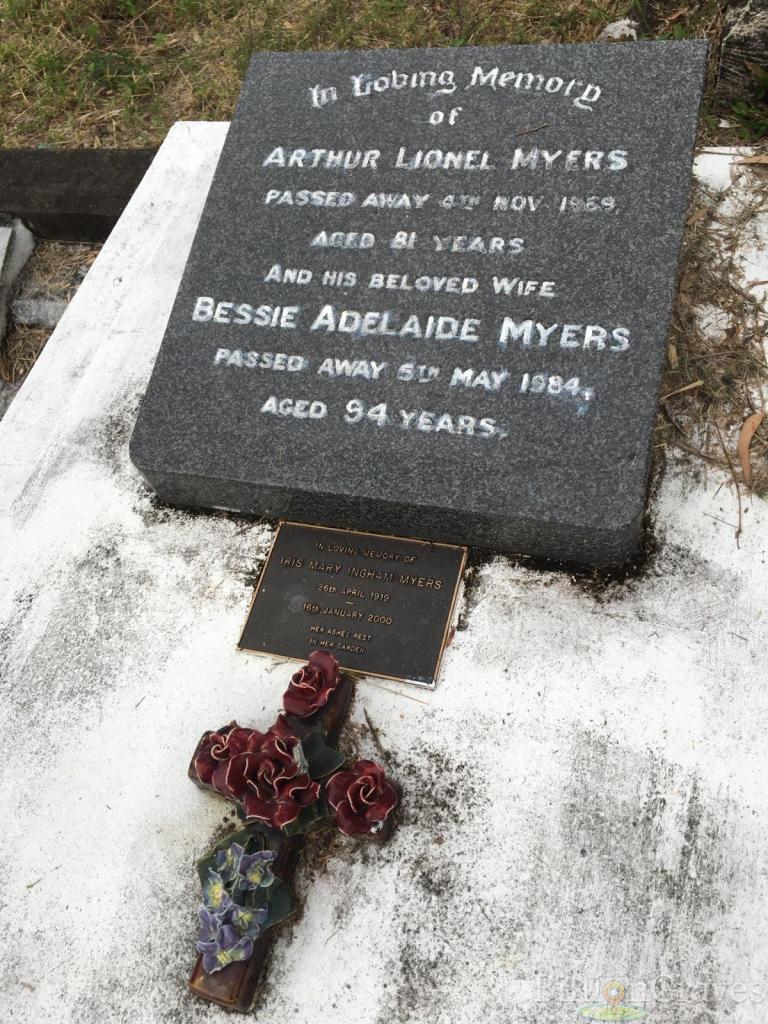 In Loving Memory
of
ARTHUR LIONEL MYERS
PASSED AWAY 4TH NOV. 1969,
AGED 81 YEARS
AND HIS BELOVED WIFE
BESSIE ADELAIDE MYERS
PASSED AWAY 5TH MAY 1984,
AGED 94 YEARS.
IN LOVING MEMORY OF
IRIS MARY INGHAM MYERS
26th APRIL 1919
—
16th JANUARY 2000
HER ASHES REST
IN HER GARDEN
BillionGraves